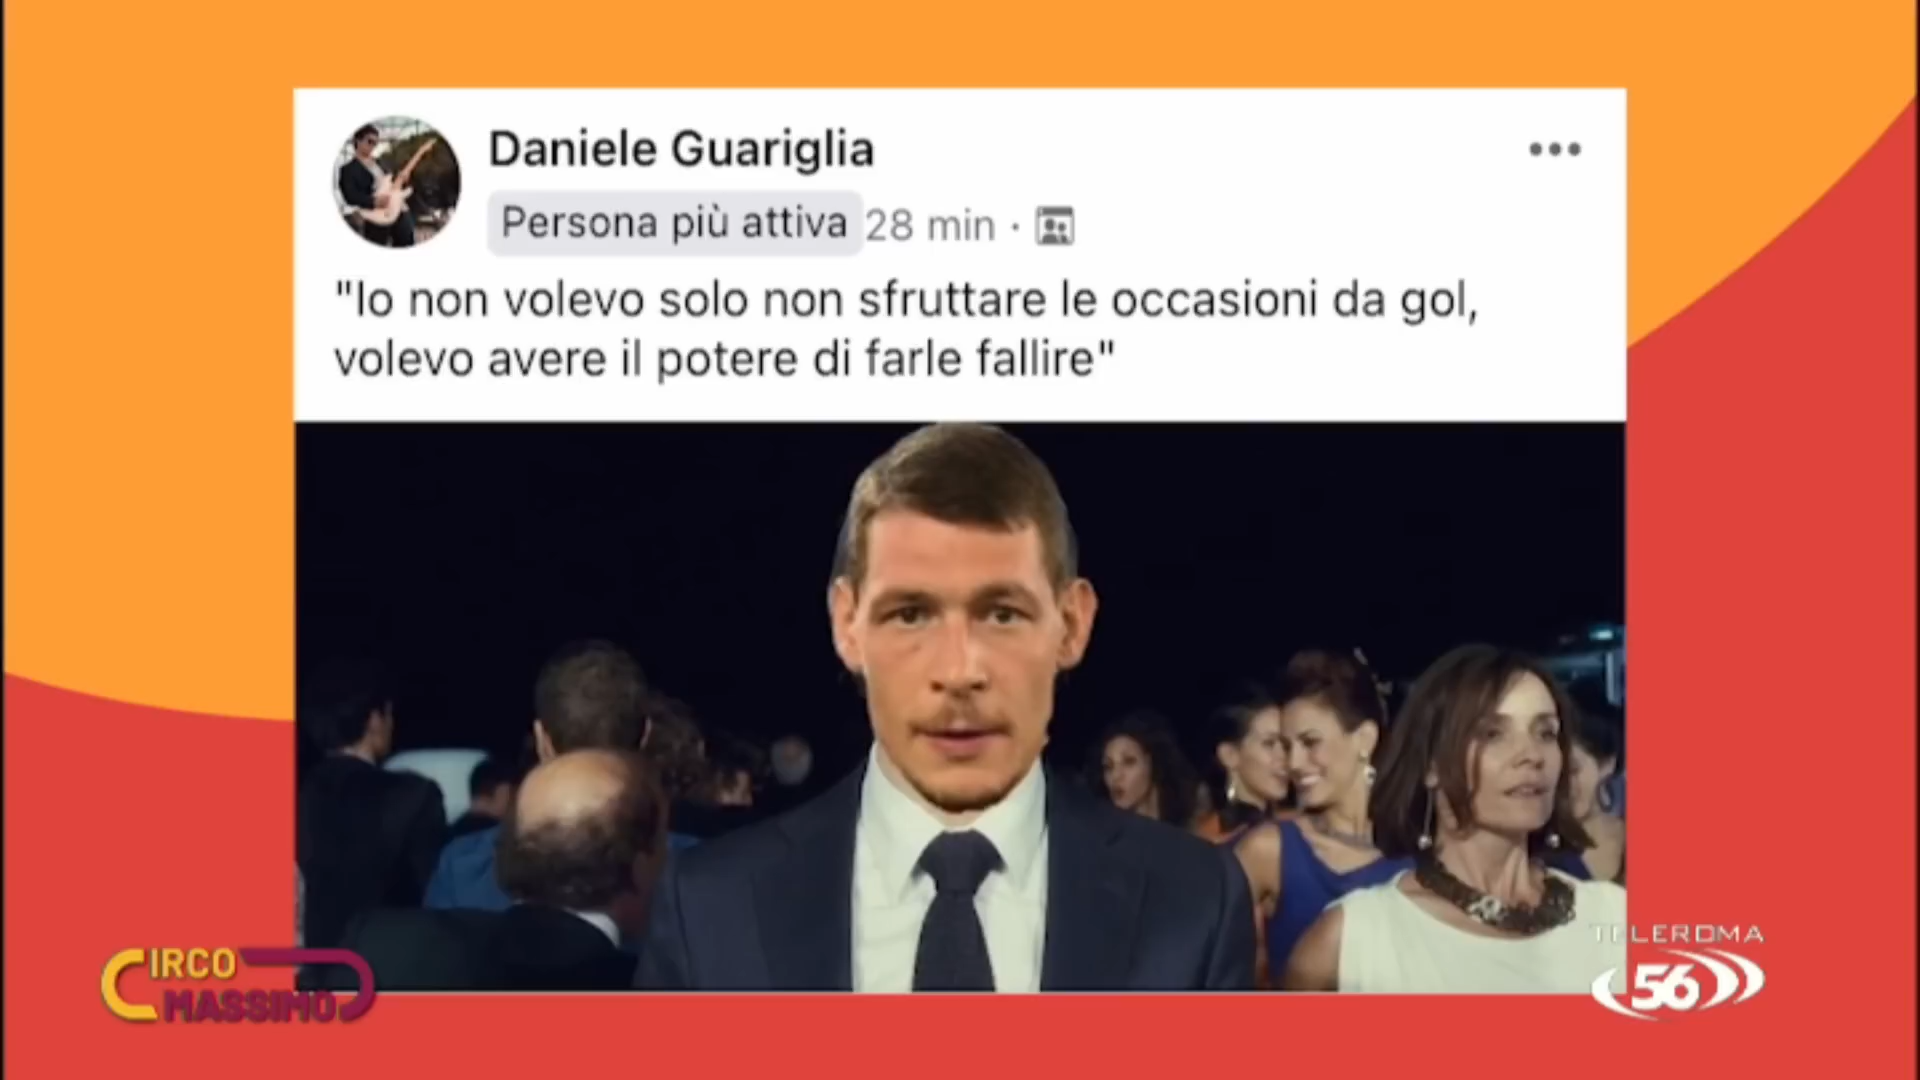 Daniele Guariglia
Persona più attiva 28 min ·
"Io non volevo solo non sfruttare le occasioni da gol,
volevo avere il potere di farle fallire"
CIRCO
MASSIMO
TELEROMA
56